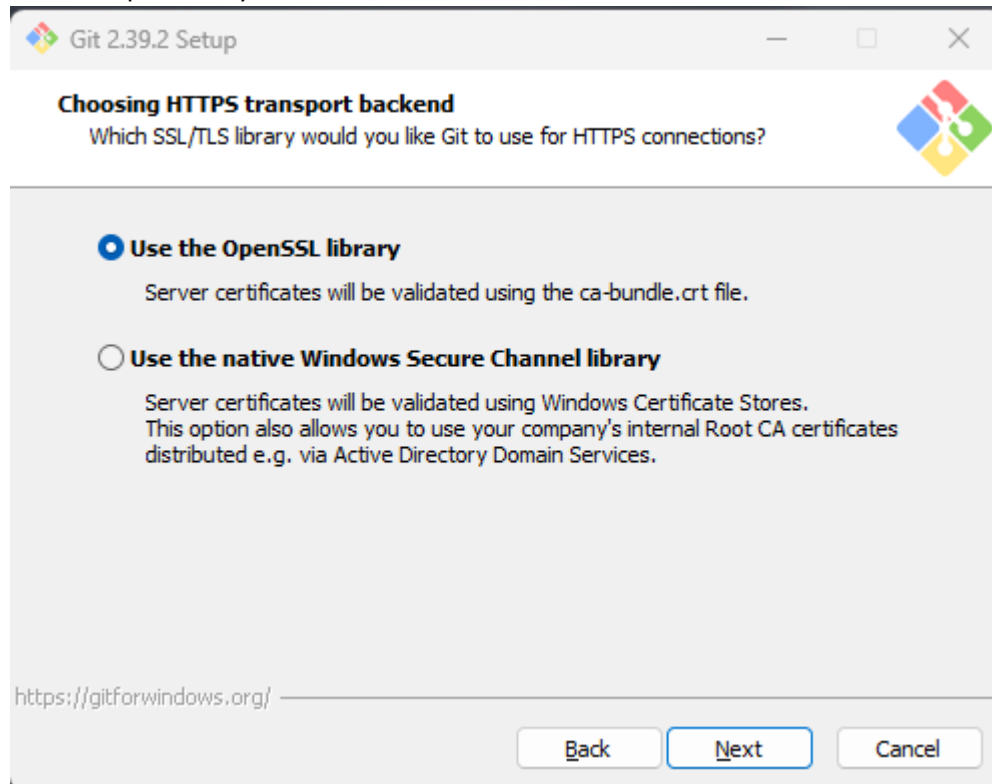 Git 2.39.2 Setup
Choosing HTTPS transport backend
Which SSL/TLS library would you like Git to use for HTTPS connections?
Use the OpenSSL library
Server certificates will be validated using the ca-bundle.crt file.
Use the native Windows Secure Channel library
Server certificates will be validated using Windows Certificate Stores.
This option also allows you to use your company's internal Root CA certificates
distributed e.g. via Active Directory Domain Services.
https://gitforwindows.org/
Back Next Cancel